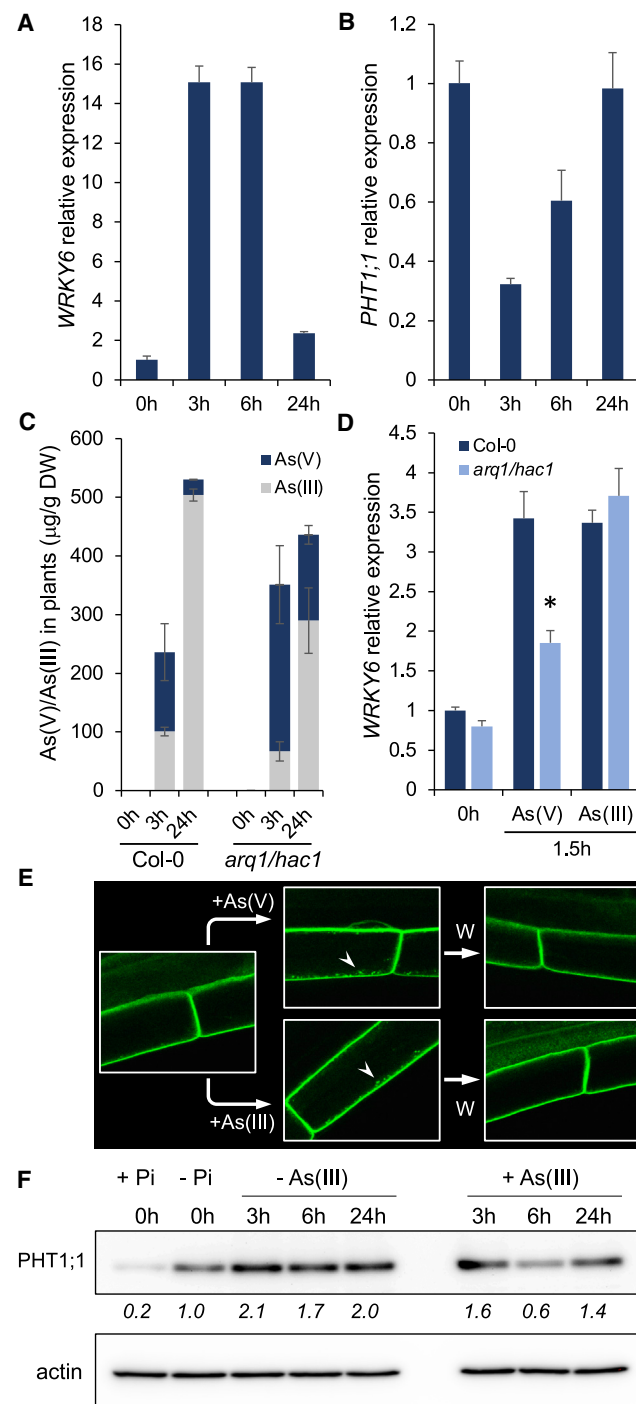 A
WRKY6 relative expression
18
16
14
12
10
8
6
4
2
0
0h 3h 6h 24h
B
PHT1;1 relative expression
1.2
1
0.8
0.6
0.4
0.2
0
0h 3h 6h 24h
C
As(V)/As(III) in plants (µg/g DW)
600
500
400
300
200
100
0
As(V)
As(III)
0h 3h 24h 0h 3h 24h
Col-0 arq1/hac1
D
WRKY6 relative expression
4.5
4
3.5
3
2.5
2
1.5
1
0.5
0
Col-0
arq1/hac1
*
0h As(V) As(III)
1.5h
E
+As(V)
W
+As(III)
W
F
+ Pi - Pi - As(III) + As(III)
0h 0h 3h 6h 24h 3h 6h 24h
PHT1;1
0.2 1.0 2.1 1.7 2.0 1.6 0.6 1.4
actin